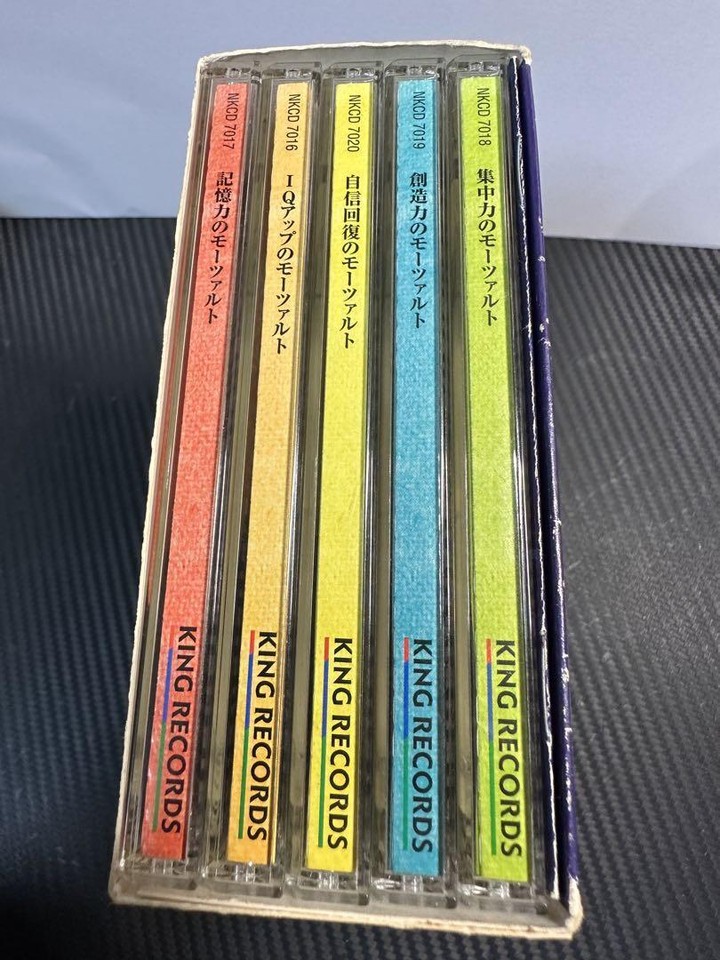 NKCD 7017 記憶力のモーツァルト KING RECORDS
NKCD 7016 IQアップのモーツァルト KING RECORDS
NKCD 7020 自信回復のモーツァルト KING RECORDS
NKCD 7019 創造力のモーツァルト KING RECORDS
NKCD 7018 集中力のモーツァルト KING RECORDS